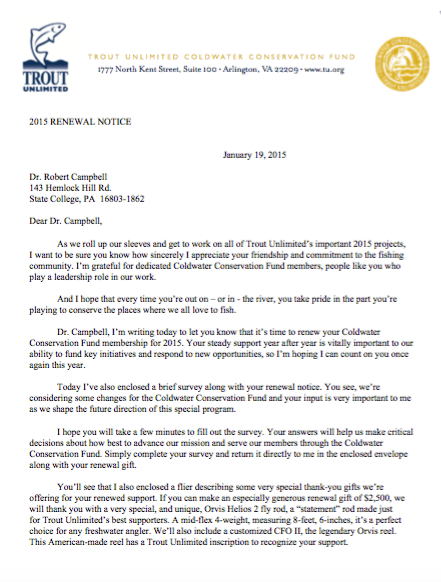 TROUT UNLIMITED COLDWATER CONSERVATION FUND
1777 North Kent Street, Suite 100 • Arlington, VA 22209 • www.tu.org
TROUT
UNLIMITED
2015 RENEWAL NOTICE
January 19, 2015
Dr. Robert Campbell
143 Hemlock Hill Rd.
State College, PA  16803-1862
Dear Dr. Campbell,
As we roll up our sleeves and get to work on all of Trout Unlimited's important 2015 projects,
I want to be sure you know how sincerely I appreciate your friendship and commitment to the fishing
community. I'm grateful for dedicated Coldwater Conservation Fund members, people like you who
play a leadership role in our work.
And I hope that every time you're out on – or in - the river, you take pride in the part you're
playing to conserve the places where we all love to fish.
Dr. Campbell, I'm writing today to let you know that it's time to renew your Coldwater
Conservation Fund membership for 2015. Your steady support year after year is vitally important to our
ability to fund key initiatives and respond to new opportunities, so I'm hoping I can count on you once
again this year.
Today I've also enclosed a brief survey along with your renewal notice. You see, we're
considering some changes for the Coldwater Conservation Fund and your input is very important to me
as we shape the future direction of this special program.
I hope you will take a few minutes to fill out the survey. Your answers will help us make critical
decisions about how best to advance our mission and serve our members through the Coldwater
Conservation Fund. Simply complete your survey and return it directly to me in the enclosed envelope
along with your renewal gift.
You'll see that I also enclosed a flier describing some very special thank-you gifts we're
offering for your renewed support. If you can make an especially generous renewal gift of $2,500, we
will thank you with a very special, and unique, Orvis Helios 2 fly rod, a "statement" rod made just
for Trout Unlimited's best supporters. A mid-flex 4-weight, measuring 8-feet, 6-inches, it's a perfect
choice for any freshwater angler. We'll also include a customized CFO II, the legendary Orvis reel.
This American-made reel has a Trout Unlimited inscription to recognize your support.